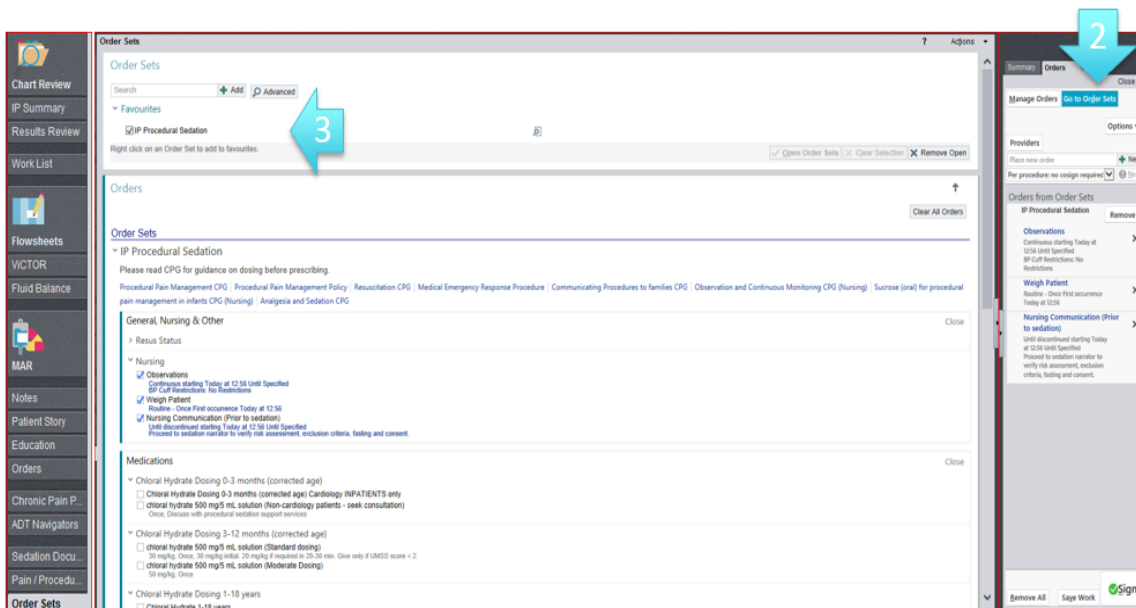 2
3
Chart Review
IP Summary
Results Review
Work List
Flowsheets
ViCTOR
Fluid Balance
MAR
Notes
Patient Story
Education
Orders
Chronic Pain P...
ADT Navigators
Sedation Docu...
Pain / Procedu...
Order Sets
Order Sets
? Actions
Order Sets
Search Add Advanced
Favourites
IP Procedural Sedation
Right click on an Order Set to add to favourites.
Open Order Sets Clear Selection Remove Open
Orders
Clear All Orders
Order Sets
IP Procedural Sedation
Please read CPG for guidance on dosing before prescribing.
Procedural Pain Management CPG Procedural Pain Management Policy Resuscitation CPG Medical Emergency Response Procedure Communicating Procedures to families CPG Observation and Continuous Monitoring CPG (Nursing) Sucrose (oral) for procedural
pain management in infants CPG (Nursing) Analgesia and Sedation CPG
General, Nursing & Other Close
Resus Status
Nursing
Observations
Continuous starting Today at 12:56 Until Specified
BP Cuff Restrictions: No Restrictions
Weigh Patient
Routine - Once First occurrence Today at 12:56
Nursing Communication (Prior to sedation)
Until discontinued starting Today at 12:56 Until Specified
Proceed to sedation narrator to verify risk assessment, exclusion criteria, fasting and consent.
Medications Close
Chloral Hydrate Dosing 0-3 months (corrected age)
Chloral Hydrate Dosing 0-3 months (corrected age) Cardiology INPATIENTS only
chloral hydrate 500 mg/5 mL solution (Non-cardiology patients - seek consultation)
Once, Discuss with procedural sedation support services
Chloral Hydrate Dosing 3-12 months (corrected age)
chloral hydrate 500 mg/5 mL solution (Standard dosing)
30 mg/kg, Once, 30 mg/kg initial. 20 mg/kg if required in 20-30 min. Give only if UMSS score < 2.
chloral hydrate 500 mg/5 mL solution (Moderate Dosing)
50 mg/kg, Once
Chloral Hydrate Dosing 1-18 years
Chloral Hydrate 1-18 years
Summary Orders
Close
Manage Orders Go to Order Sets
Options
Providers
Place new order
Per procedure: no cosign required
Orders from Order Sets
IP Procedural Sedation Remove
Observations
Continuous starting Today at
12:56 Until Specified
BP Cuff Restrictions: No
Restrictions
Weigh Patient
Routine - Once First occurrence
Today at 12:56
Nursing Communication (Prior
to sedation)
Until discontinued starting Today
at 12:56 Until Specified
Proceed to sedation narrator to
verify risk assessment, exclusion
criteria, fasting and consent.
Remove All Save Work Sign